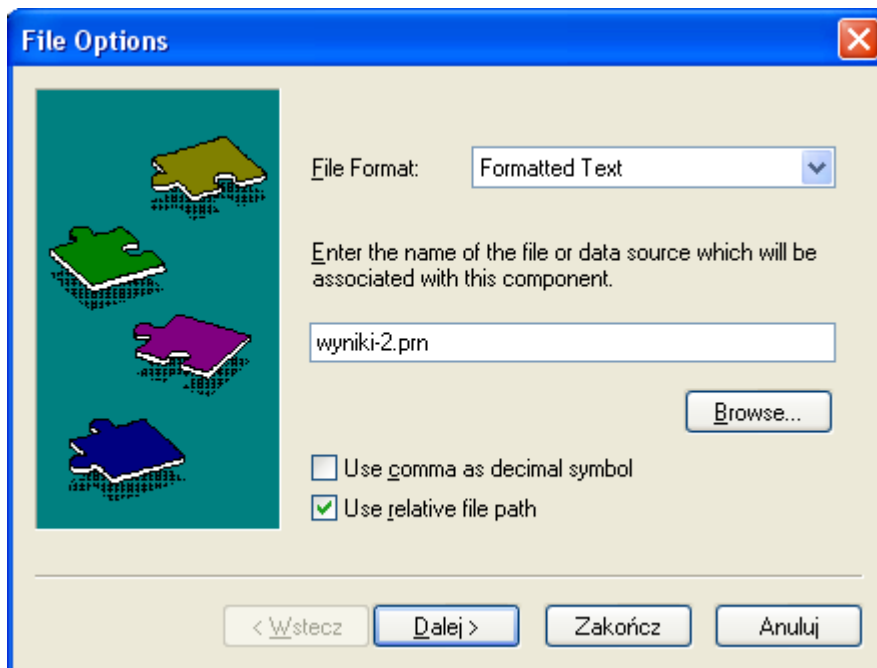 File Options
File Format: Formatted Text
Enter the name of the file or data source which will be
associated with this component.
wyniki-2.prn
Browse...
Use comma as decimal symbol
Use relative file path
< Wstecz Dalej > Zakończ Anuluj